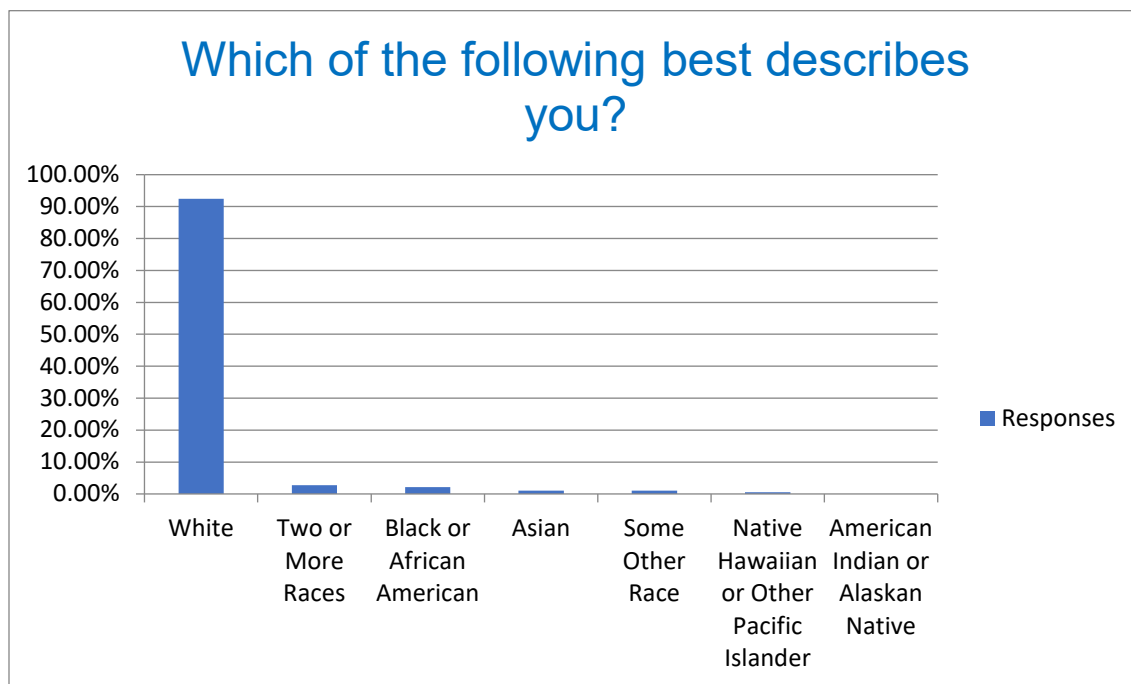 Which of the following best describes
you?
100.00%
90.00%
80.00%
70.00%
60.00%
50.00%
40.00%
30.00%
20.00%
10.00%
0.00%
White
Two or
More
Races
Black or
African
American
Asian
Some
Other
Race
Native
Hawaiian
or Other
Pacific
Islander
American
Indian or
Alaskan
Native
Responses